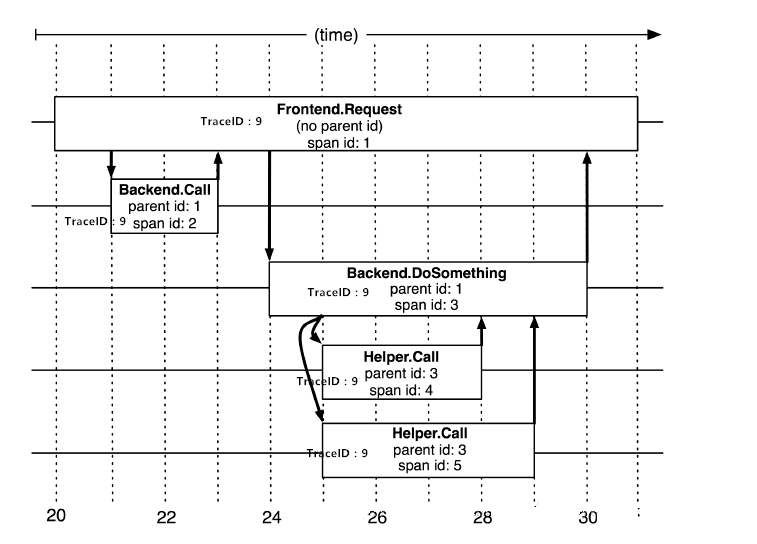 (time)
Frontend.Request
TraceID : 9
(no parent id)
span id: 1
Backend.Call
parent id: 1
TraceID : 9
span id: 2
Backend.DoSomething
TraceID : 9
parent id: 1
span id: 3
Helper.Call
parent id: 3
TraceID : 9
span id: 4
Helper.Call
parent id: 3
TraceID : 9
span id: 5
20 22 24 26 28 30